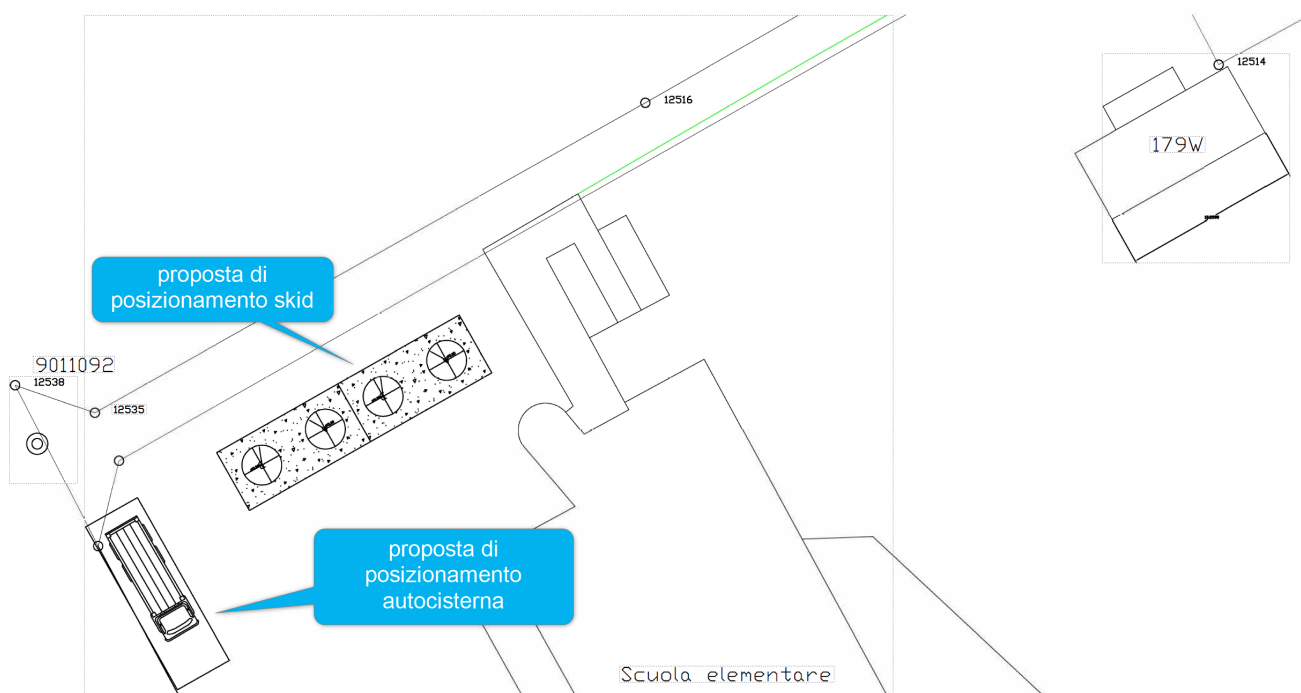 12514
12516
179W
proposta di
posizionamento skid
9011092
12538
12535
proposta di
posizionamento
autocisterna
Scuola elementare